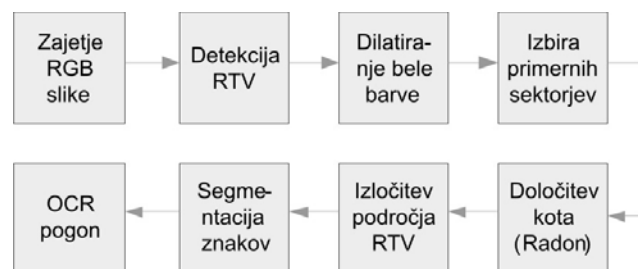 Zajetje
RGB
slike
Detekcija
RTV
Dilatira-
nje bele
barve
Izbira
primernih
sektorjev
Določitev
kota
(Radon)
Izločitev
področja
RTV
Segme-
ntacija
znakov
OCR
pogon